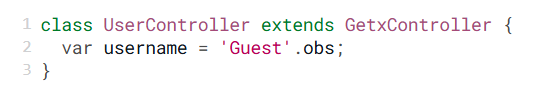 1 class UserController extends GetxController {
2   var username = 'Guest'.obs;
3 }